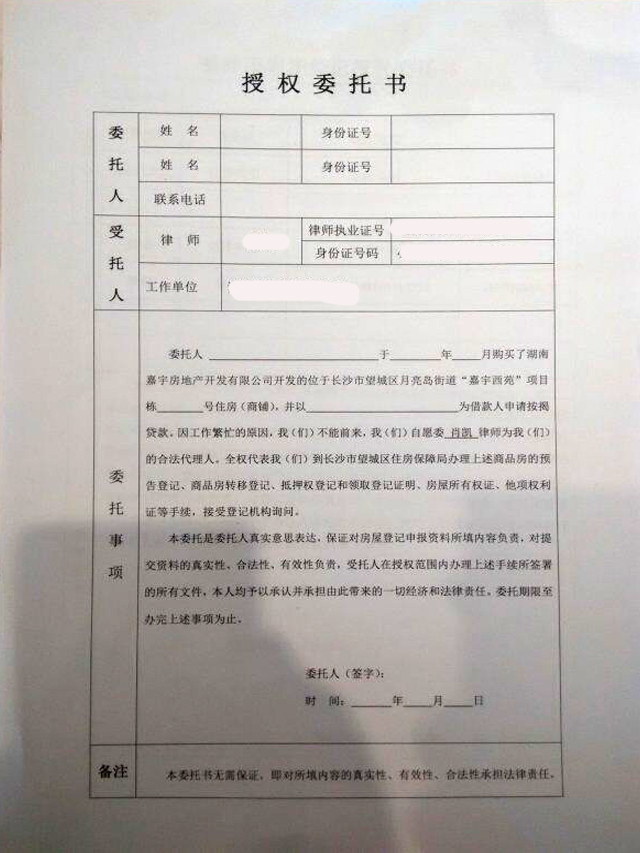 授权委托书
委托人
姓 名 身份证号
姓 名 身份证号
联系电话
受托人
律 师 律师执业证号
身份证号码
工作单位
委托事项
委托人____________________于______年____月购买了湖南
嘉宇房地产开发有限公司开发的位于长沙市望城区月亮岛街道“嘉宇西苑”项目
栋______号住房（商铺），并以____________________为借款人申请按揭
贷款。因工作繁忙的原因，我（们）不能前来，我（们）自愿委 肖凯 律师为我（们）
的合法代理人。全权代表我（们）到长沙市望城区住房保障局办理上述商品房的预
告登记、商品房转移登记、抵押权登记和领取登记证明、房屋所有权证、他项权利
证等手续，接受登记机构询问。
本委托是委托人真实意思表达，保证对房屋登记申报资料所填内容负责，对提
交资料的真实性、合法性、有效性负责，受托人在授权范围内办理上述手续所签署
的所有文件，本人均予以承认并承担由此带来的一切经济和法律责任。委托期限至
办完上述事项为止。
委托人（签字）：
时 间：_____年_____月_____日
备注
本委托书无需保证，即对所填内容的真实性、有效性、合法性承担法律责任。